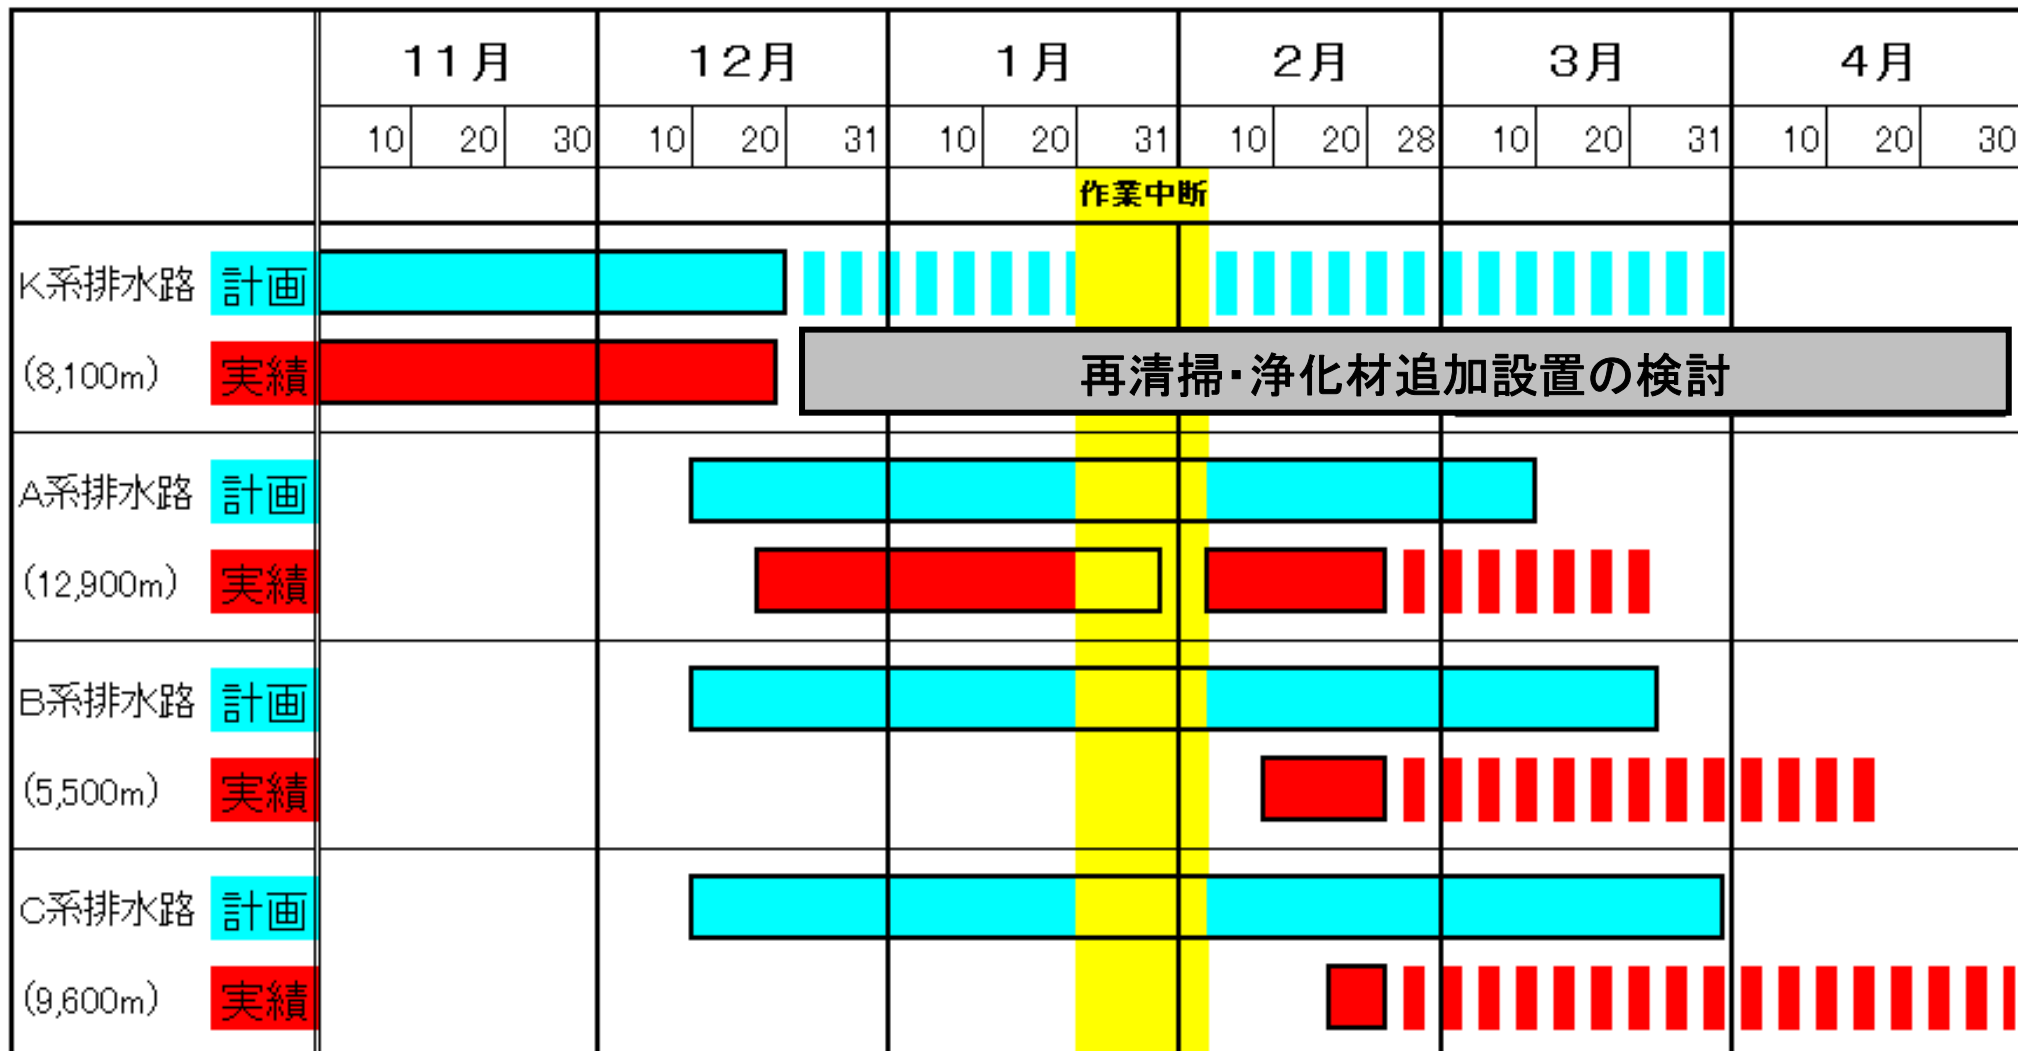 11月 12月 1月 2月 3月 4月
10 20 30 10 20 31 10 20 31 10 20 28 10 20 31 10 20 30
作業中断
K系排水路 計画
(8,100m) 実績 再清掃・浄化材追加設置の検討
A系排水路 計画
(12,900m) 実績
B系排水路 計画
(5,500m) 実績
C系排水路 計画
(9,600m) 実績